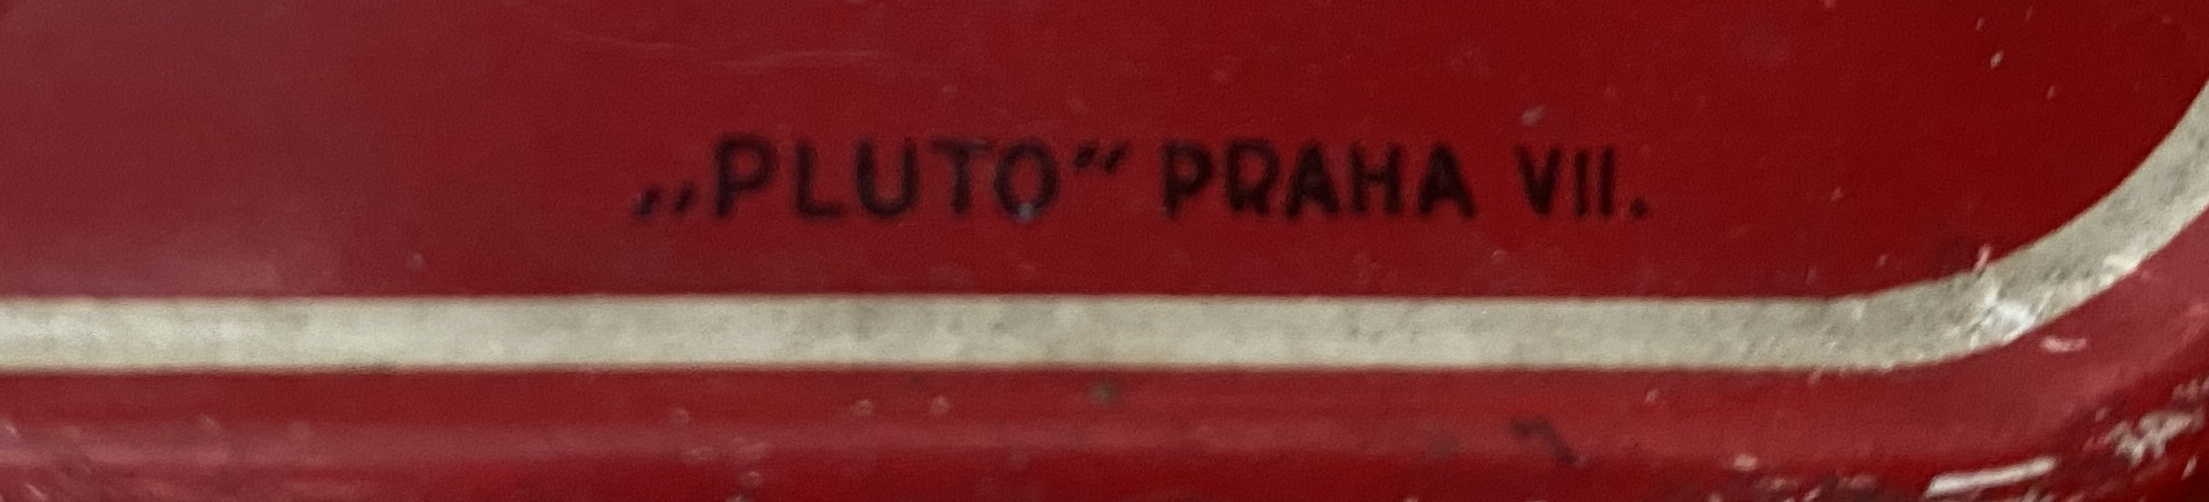 „PLUTO“ PRAHA VII.